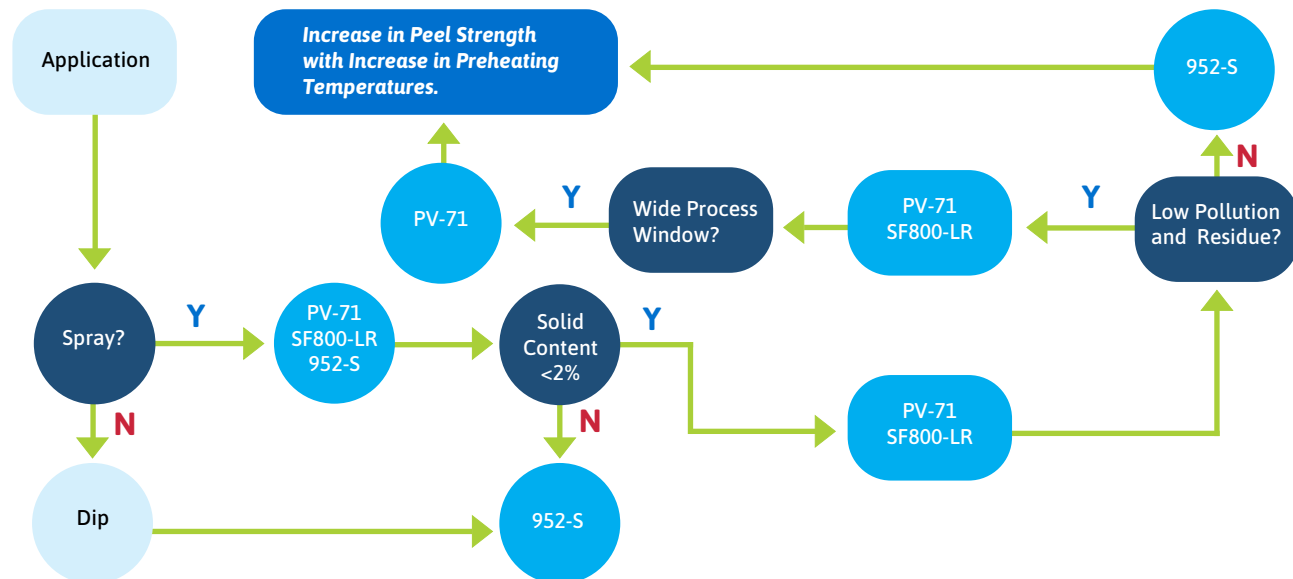 Application
Increase in Peel Strength
with Increase in Preheating
Temperatures.
952-S
N
PV-71
Y
Wide Process
Window?
PV-71
SF800-LR
Y
Low Pollution
and Residue?
Spray?
Y
PV-71
SF800-LR
952-S
Solid
Content
<2%
Y
N
N
PV-71
SF800-LR
Dip
952-S